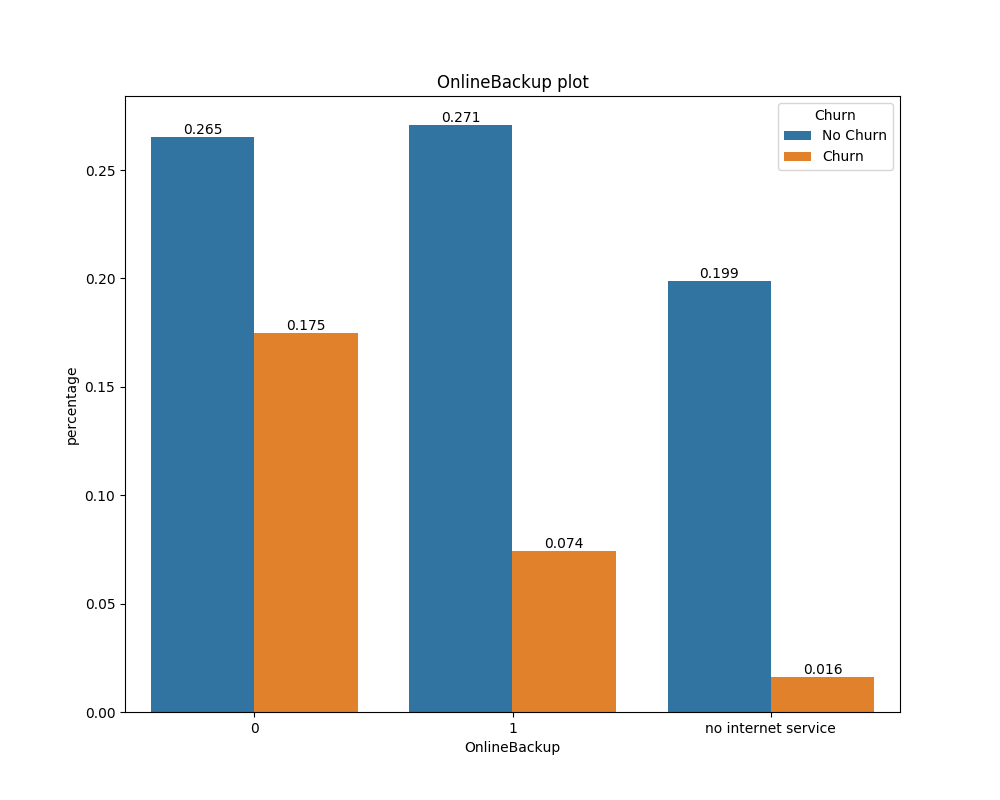 OnlineBackup plot
Churn
No Churn
Churn
0.265
0.175
0.271
0.074
0.199
0.016
percentage
0.25
0.20
0.15
0.10
0.05
0.00
0
1
no internet service
OnlineBackup